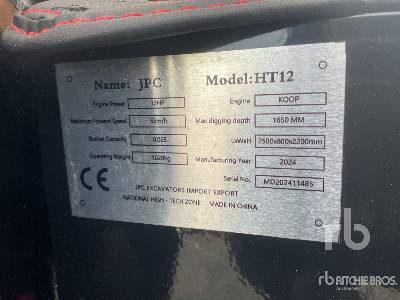 Name: JPC Model:HT12
Engine Power 12HP Engine KOOP
Maximum Forward Speed 5km/h Max digging depth 1650 MM
Bucket Capacity 0.025 LxWxH 2500x800x2200mm
Operating Weight 1020kg Manufacturing Year 2024
Serial No.: MD202411485
CE
JPC EXCAVATORS IMPORT EXPORT
NATIONAL HIGH - TECH ZONE MADE IN CHINA
rb
rb RITCHIE BROS.
Auctioneers